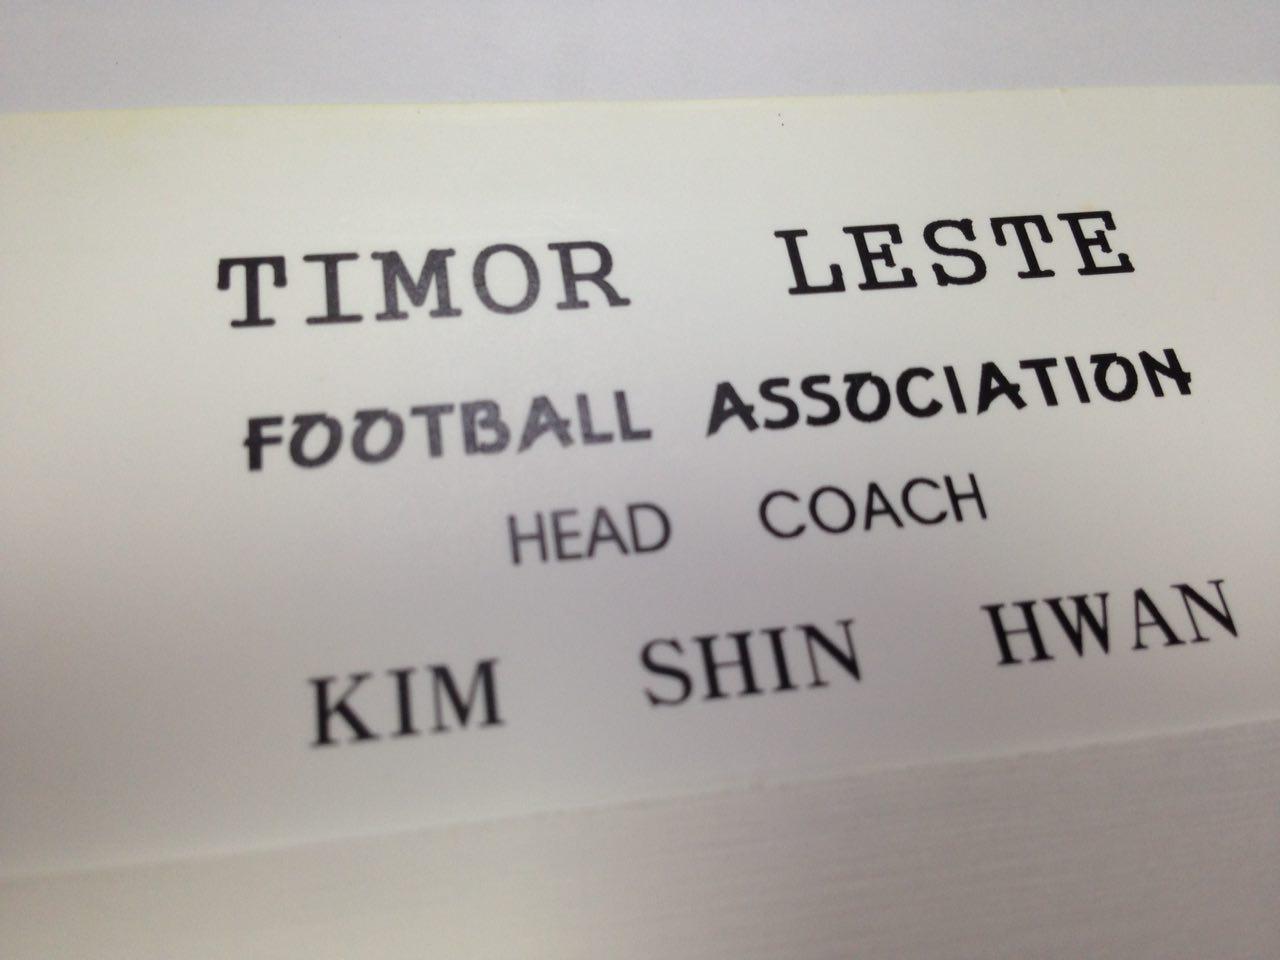 TIMOR LESTE
FOOTBALL ASSOCIATION
HEAD COACH
KIM SHIN HWAN